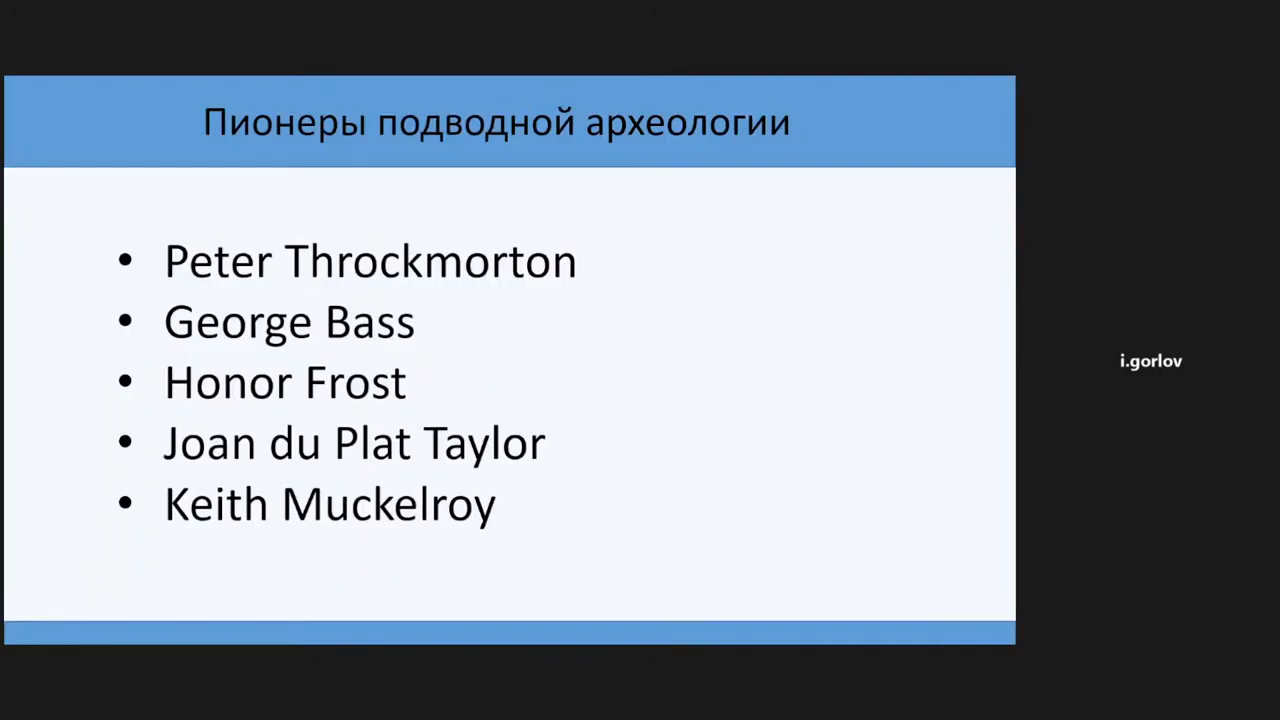 Пионеры подводной археологии
• Peter Throckmorton
• George Bass
• Honor Frost
• Joan du Plat Taylor
• Keith Muckelroy
i.gorlov